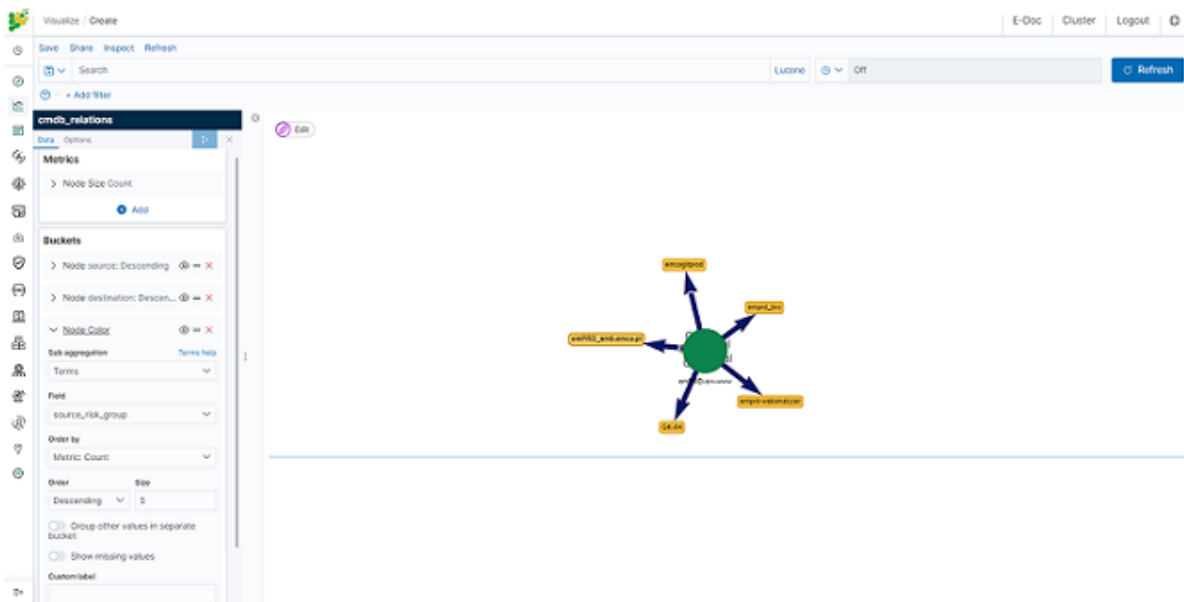 Visualize / Create
E-Doc
Cluster
Logout
Save Share Inspect Refresh
Search
Lucene
Off
Refresh
+ Add filter
cmdb_relations
Edit
Data Options
Metrics
Node Size Count
Add
Buckets
Node source: Descending
Node destination: Descen...
Node Color
Sub aggregation
Terms help
Terms
Field
source_risk_group
Order by
Metric: Count
Order
Size
Descending
5
Group other values in separate bucket
Show missing values
Custom label